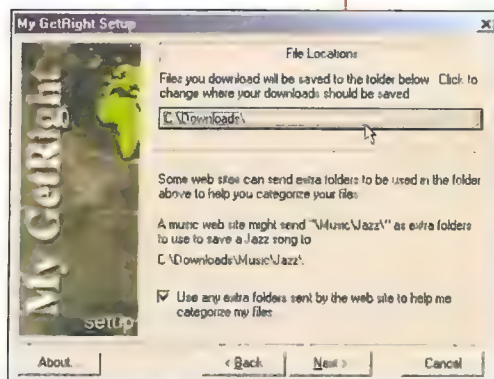 My GetRight Setup
File Locations
Files you download will be saved to the folder below Click to
change where your downloads should be saved
C:\Downloads\
Some web sites can send extra folders to be used in the folder
above to help you categorize your files
A music web site might send "\Music\Jazz\" as extra folders
to use to save a Jazz song to
C:\Downloads\Music\Jazz\.
Use any extra folders sent by the web site to help me
categorize my files
My GetRight
setup
About...
< Back
Next >
Cancel